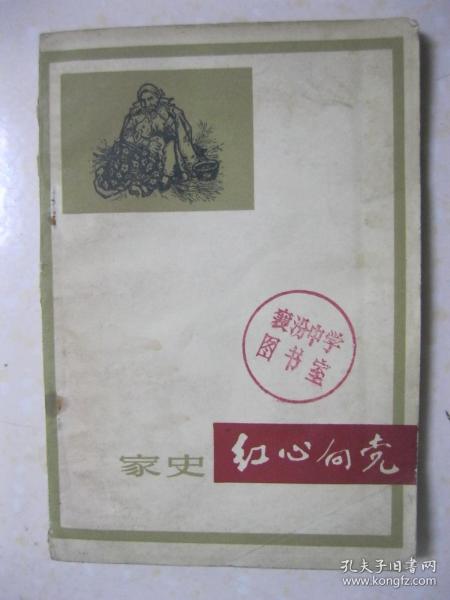 襄汾中学
图书室
家史
红心向党
孔夫子旧书网
www.kongfz.com